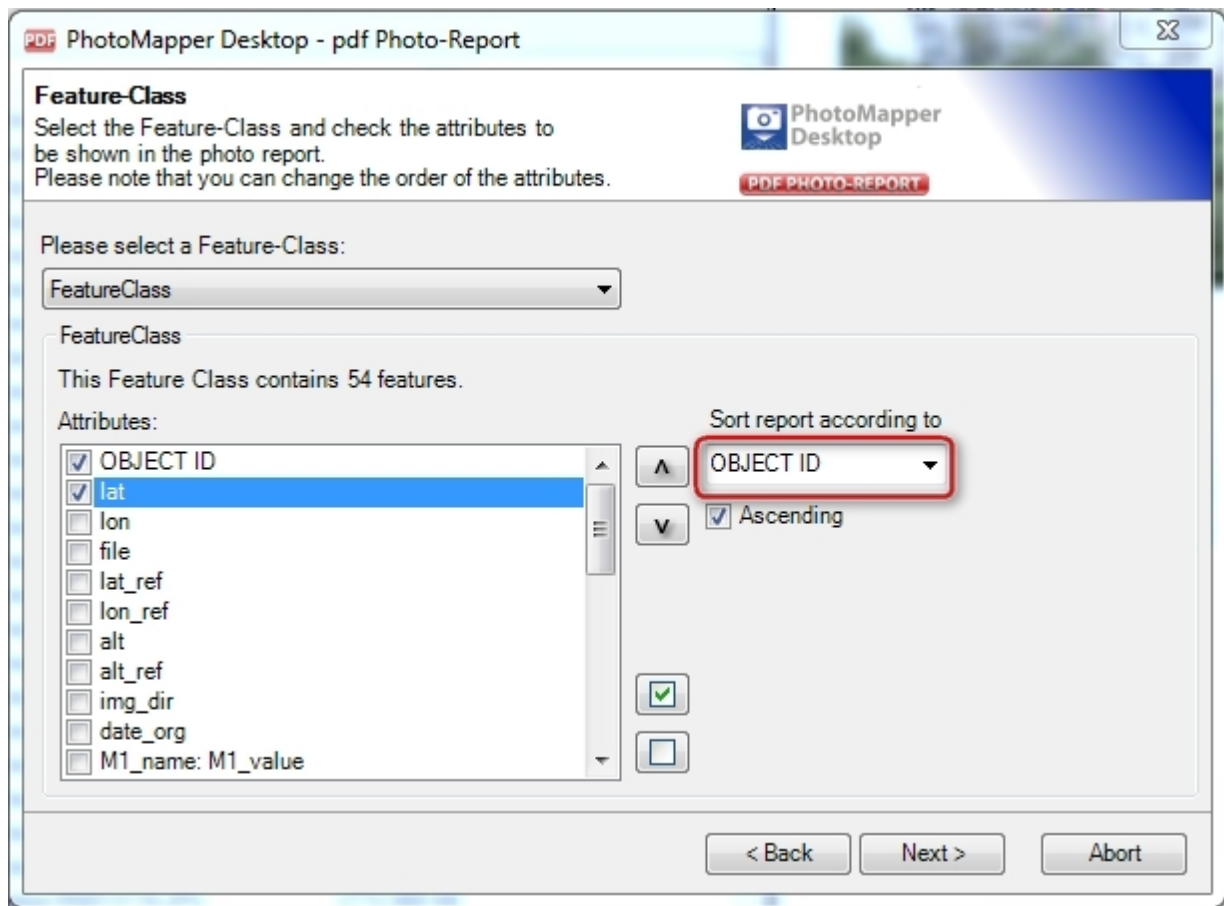 PDF PhotoMapper Desktop - pdf Photo-Report
Feature-Class
Select the Feature-Class and check the attributes to
be shown in the photo report.
Please note that you can change the order of the attributes.
PhotoMapper
Desktop
PDF PHOTO-REPORT
Please select a Feature-Class:
FeatureClass
FeatureClass
This Feature Class contains 54 features.
Attributes:
Sort report according to
OBJECT ID
lat
lon
file
lat_ref
lon_ref
alt
alt_ref
img_dir
date_org
M1_name: M1_value
OBJECT ID
Ascending
< Back
Next >
Abort